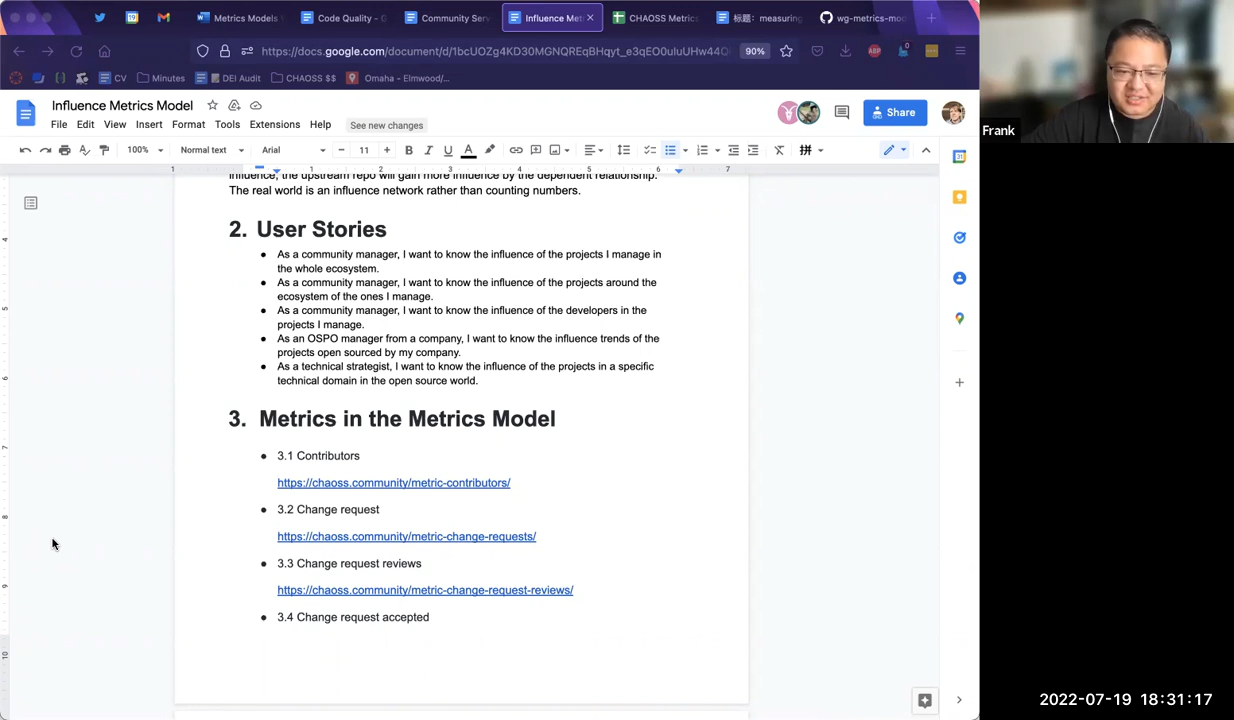 Metrics Models
Code Quality - G
Community Serv
Influence Met
CHAOSS Metric
标题: measuring
wg-metrics-mo
https://docs.google.com/document/d/1bcUOZg4KD30MGNQREqBHqyt_e3qEO0uIuUHw44Q
90%
CV
Minutes
DEI Audit
CHAOSS $$
Omaha - Elmwood/...
Influence Metrics Model
File Edit View Insert Format Tools Extensions Help
See new changes
Share
100%
Normal text
Arial
11
influence, the upstream repo will gain more influence by the dependent relationship.
The real world is an influence network rather than counting numbers.
2. User Stories
● As a community manager, I want to know the influence of the projects I manage in
the whole ecosystem.
● As a community manager, I want to know the influence of the projects around the
ecosystem of the ones I manage.
● As a community manager, I want to know the influence of the developers in the
projects I manage.
● As an OSPO manager from a company, I want to know the influence trends of the
projects open sourced by my company.
● As a technical strategist, I want to know the influence of the projects in a specific
technical domain in the open source world.
3. Metrics in the Metrics Model
● 3.1 Contributors
https://chaoss.community/metric-contributors/
● 3.2 Change request
https://chaoss.community/metric-change-requests/
● 3.3 Change request reviews
https://chaoss.community/metric-change-request-reviews/
● 3.4 Change request accepted
Frank
2022-07-19 18:31:17